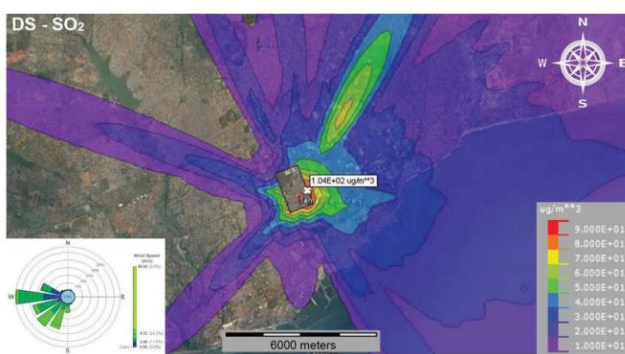 DS - SO₂
N
W
E
S
1.04E+02 ug/m**3
ug/m**3
9.000E+01
8.000E+01
7.000E+01
6.000E+01
5.000E+01
4.000E+01
3.000E+01
2.000E+01
1.000E+01
N
W
E
S
Wind Speed
6000 meters